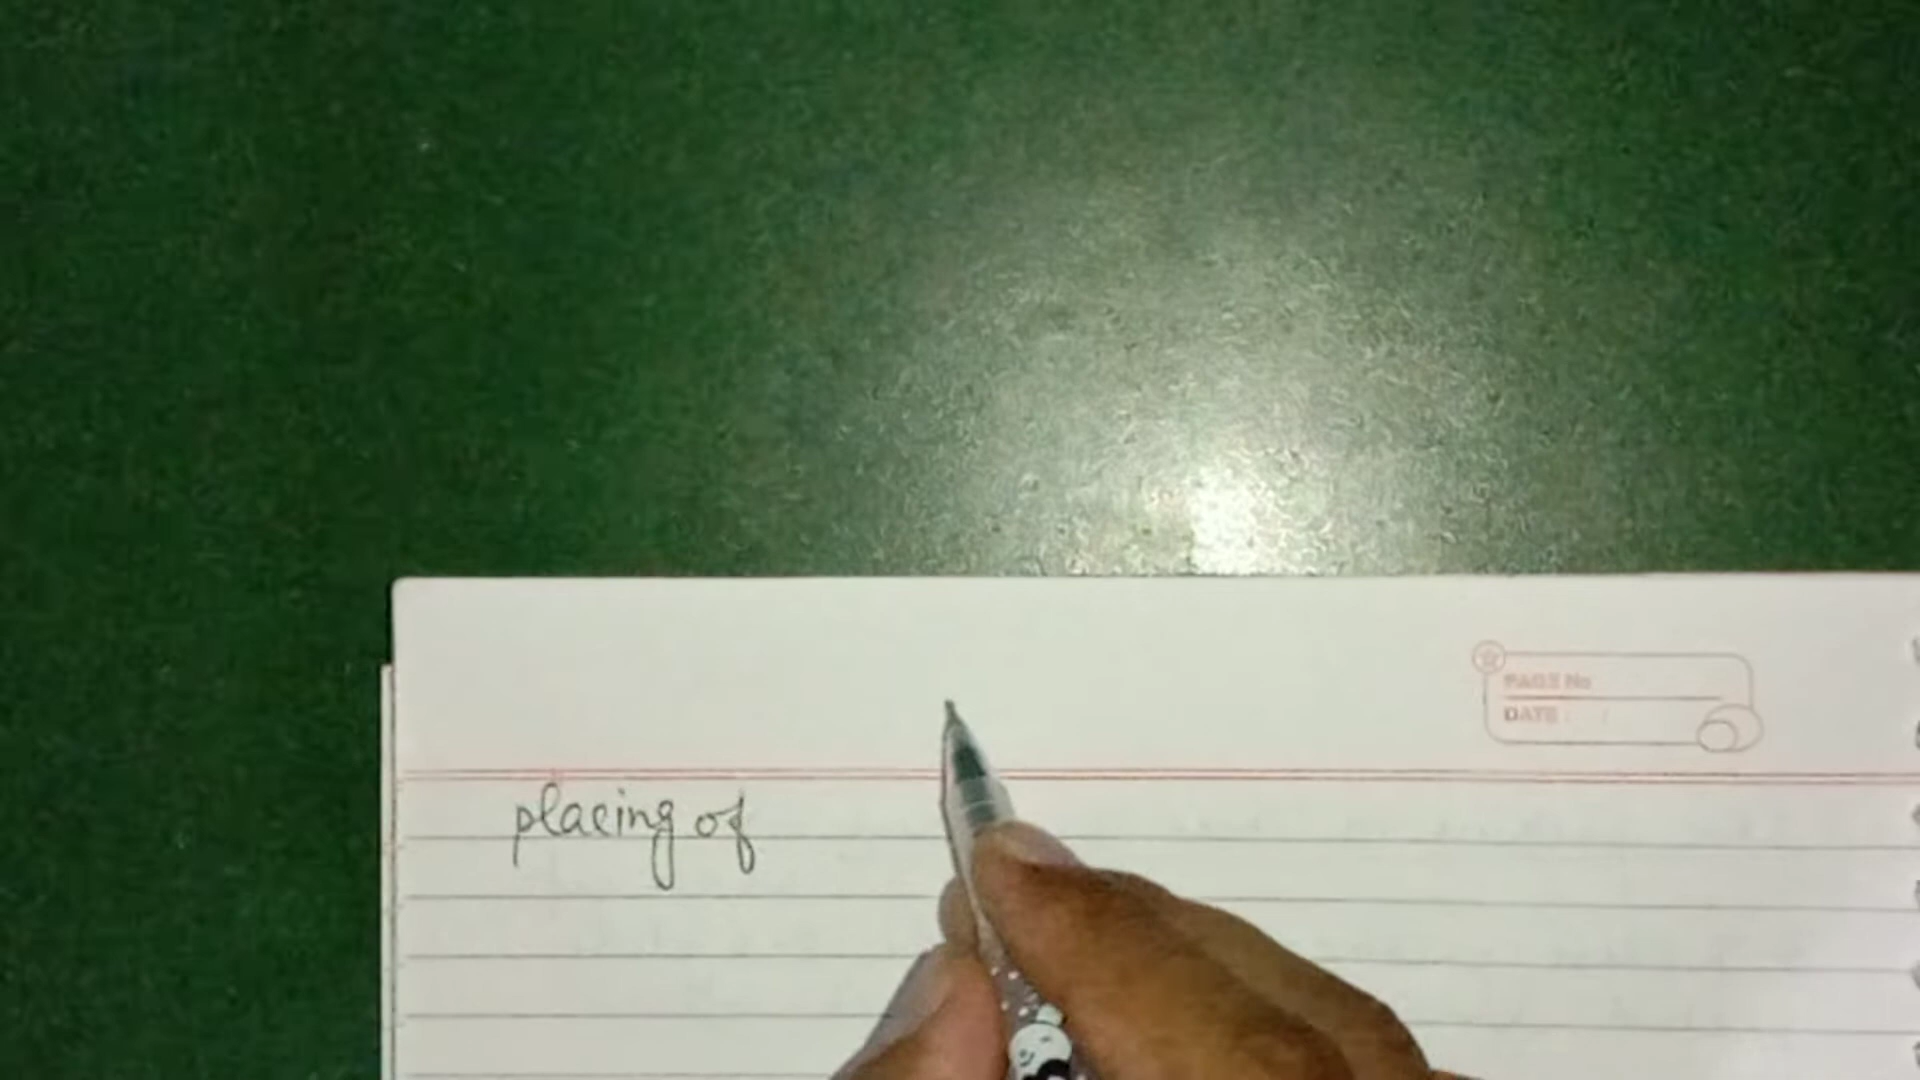 PAGE No
DATE :    :
placing of